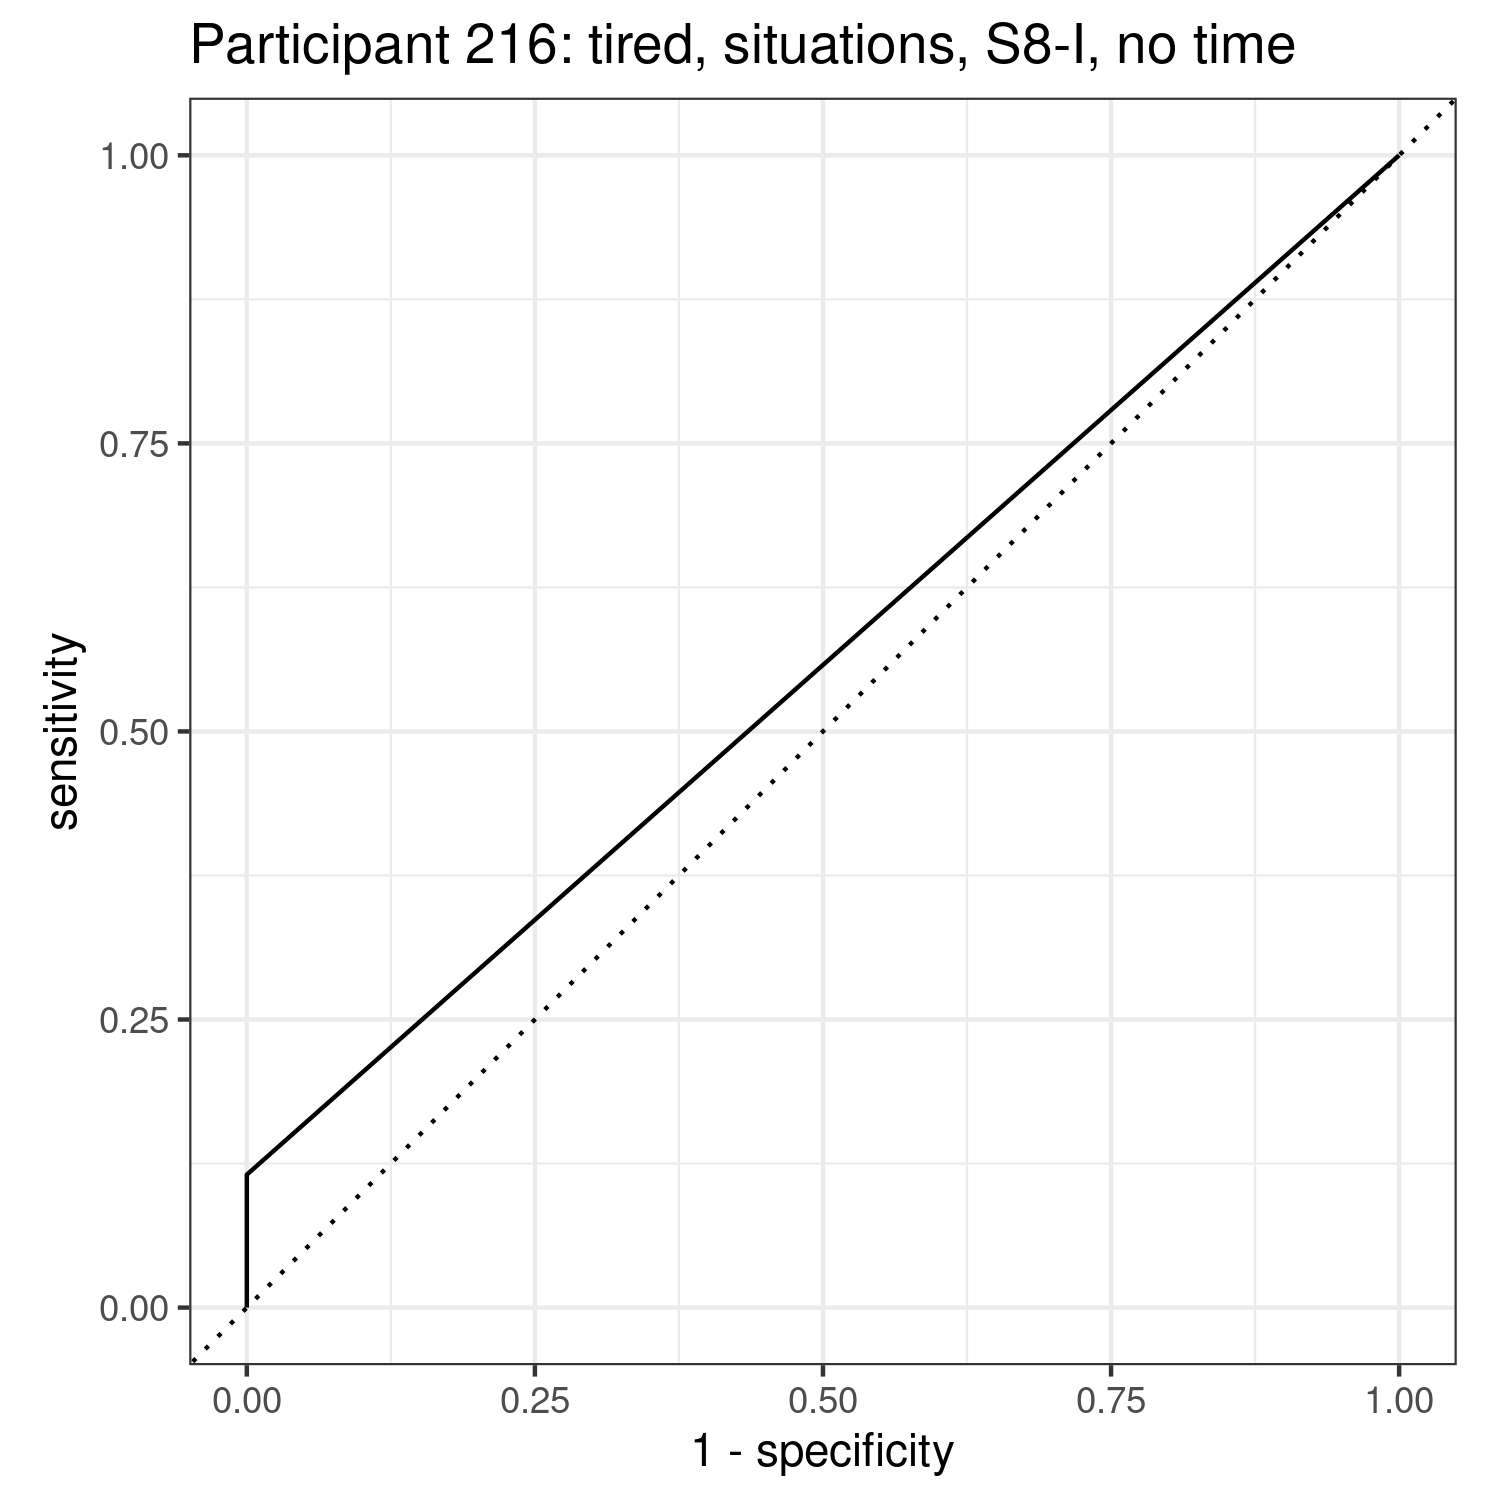 Participant 216: tired, situations, S8-I, no time
1.00
0.75
0.50
0.25
0.00
sensitivity
0.00 0.25 0.50 0.75 1.00
1 - specificity